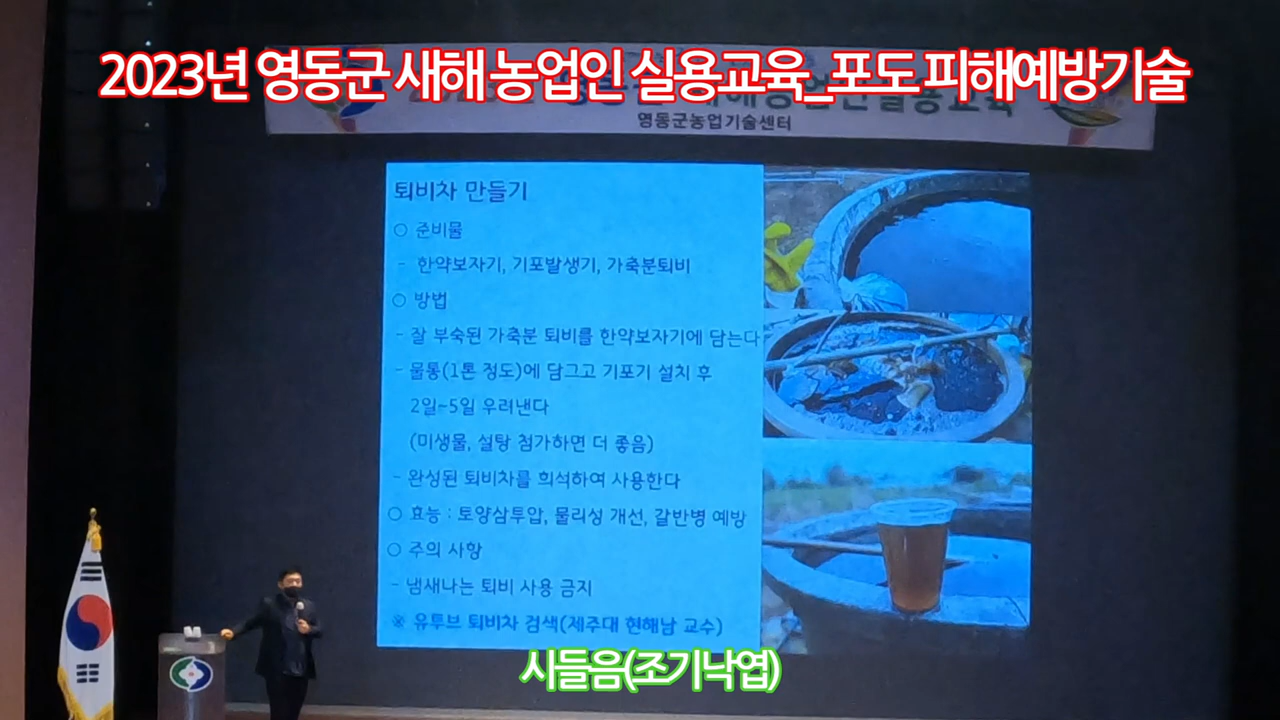 2023년 영동군 새해 농업인 실용교육_포도 피해예방기술
영동군농업기술센터
퇴비차 만들기
○ 준비물
- 한약보자기, 기포발생기, 가축분퇴비
○ 방법
- 잘 부숙된 가축분 퇴비를 한약보자기에 담는다
- 물통(1톤 정도)에 담그고 기포기 설치 후
2일~5일 우려낸다
(미생물, 설탕 첨가하면 더 좋음)
- 완성된 퇴비차를 희석하여 사용한다
○ 효능 : 토양삼투압, 물리성 개선, 갈반병 예방
○ 주의 사항
- 냄새나는 퇴비 사용 금지
※ 유투브 퇴비차 검색(제주대 현해남 교수)
시들음(조기낙엽)